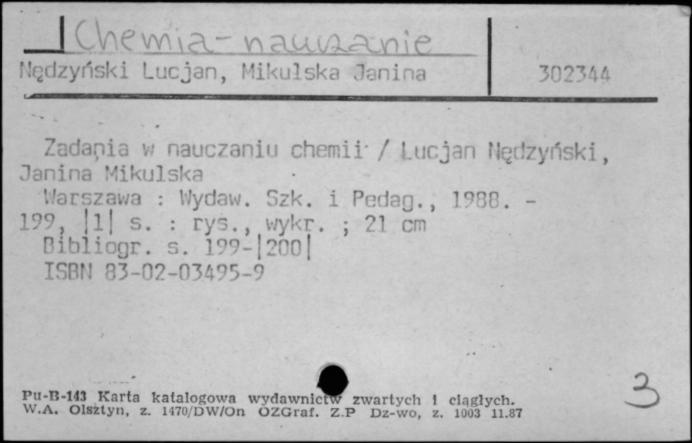 Chemia-nauczanie
Nędzyński Lucjan, Mikulska Janina 302344
Zadania w nauczaniu chemii / Lucjan Nędzyński,
Janina Mikulska
Warszawa : Wydaw. Szk. i Pedag., 1988. -
199, |1| s. : rys., wykr. ; 21 cm
Bibliogr. s. 199-|200|
ISBN 83-02-03495-9
3
Pu-B-143 Karta katalogowa wydawnictw zwartych i ciągłych.
W.A. Olsztyn, z. 1470/DW/On OZGraf. Z.P Dz-wo, z. 1003 11.87